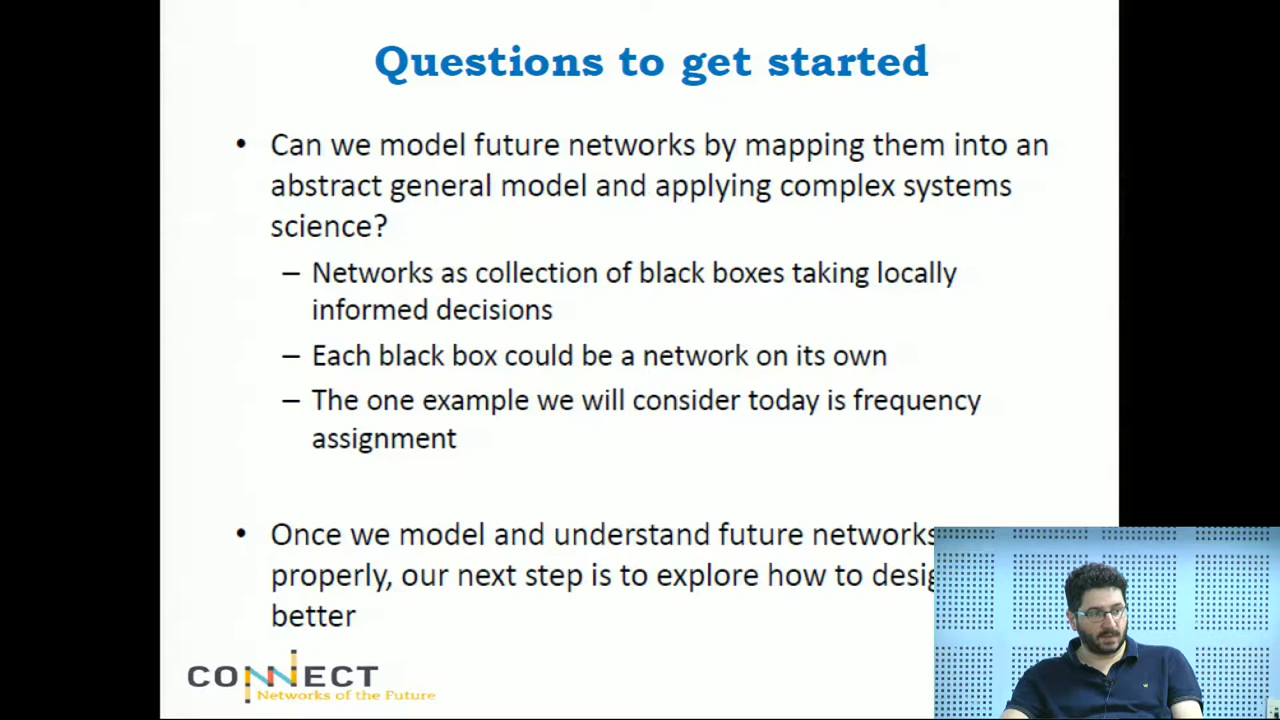 Questions to get started
• Can we model future networks by mapping them into an
abstract general model and applying complex systems
science?
– Networks as collection of black boxes taking locally
informed decisions
– Each black box could be a network on its own
– The one example we will consider today is frequency
assignment
• Once we model and understand future networks
properly, our next step is to explore how to
better
CONNECT
Networks of the Future